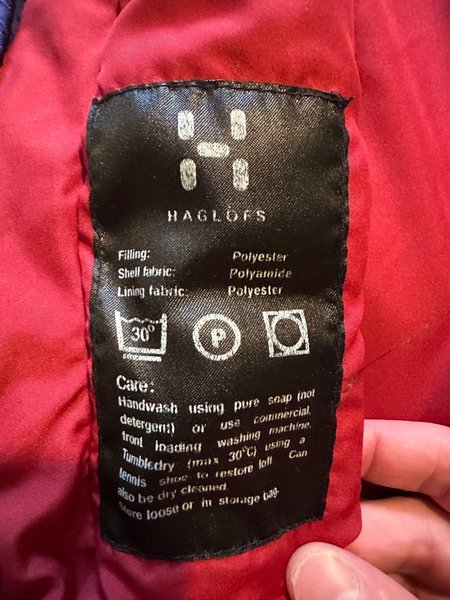 HAGLÖFS
Filling: Polyester
Shell fabric: Polyamide
Lining fabric: Polyester
30°
P
Care:
Handwash using pure soap (not
detergent) or use commercial,
front loading washing machine.
Tumbledry (max 30°C) using a
tennis shoe to restore loft. Can
also be dry cleaned.
Store loose or in storage bag.